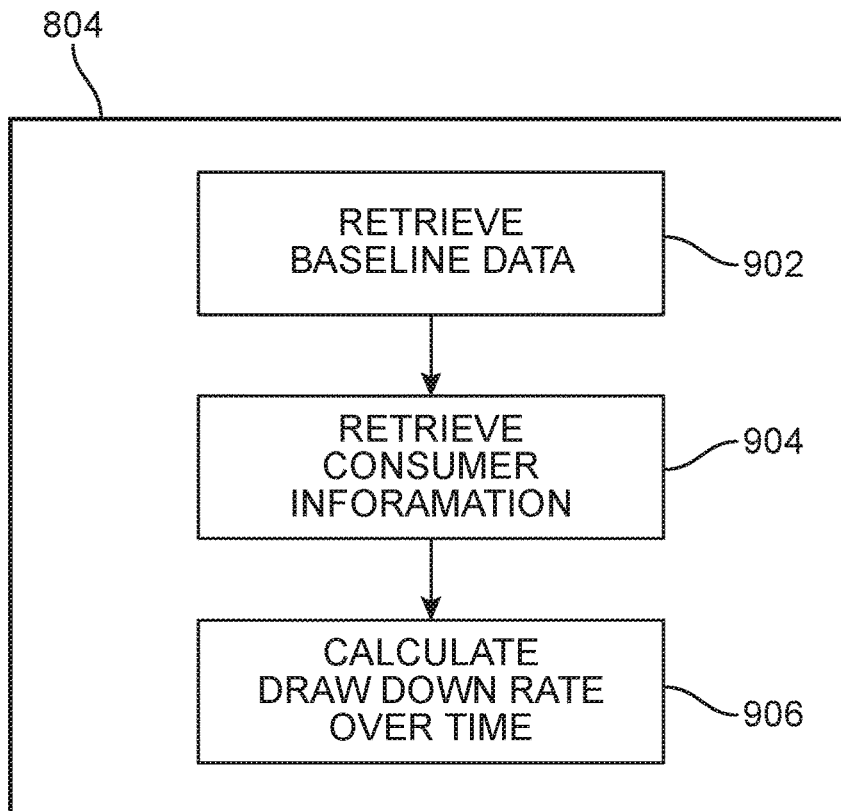 804
RETRIEVE
BASELINE DATA
902
RETRIEVE
CONSUMER
INFORAMATION
904
CALCULATE
DRAW DOWN RATE
OVER TIME
906